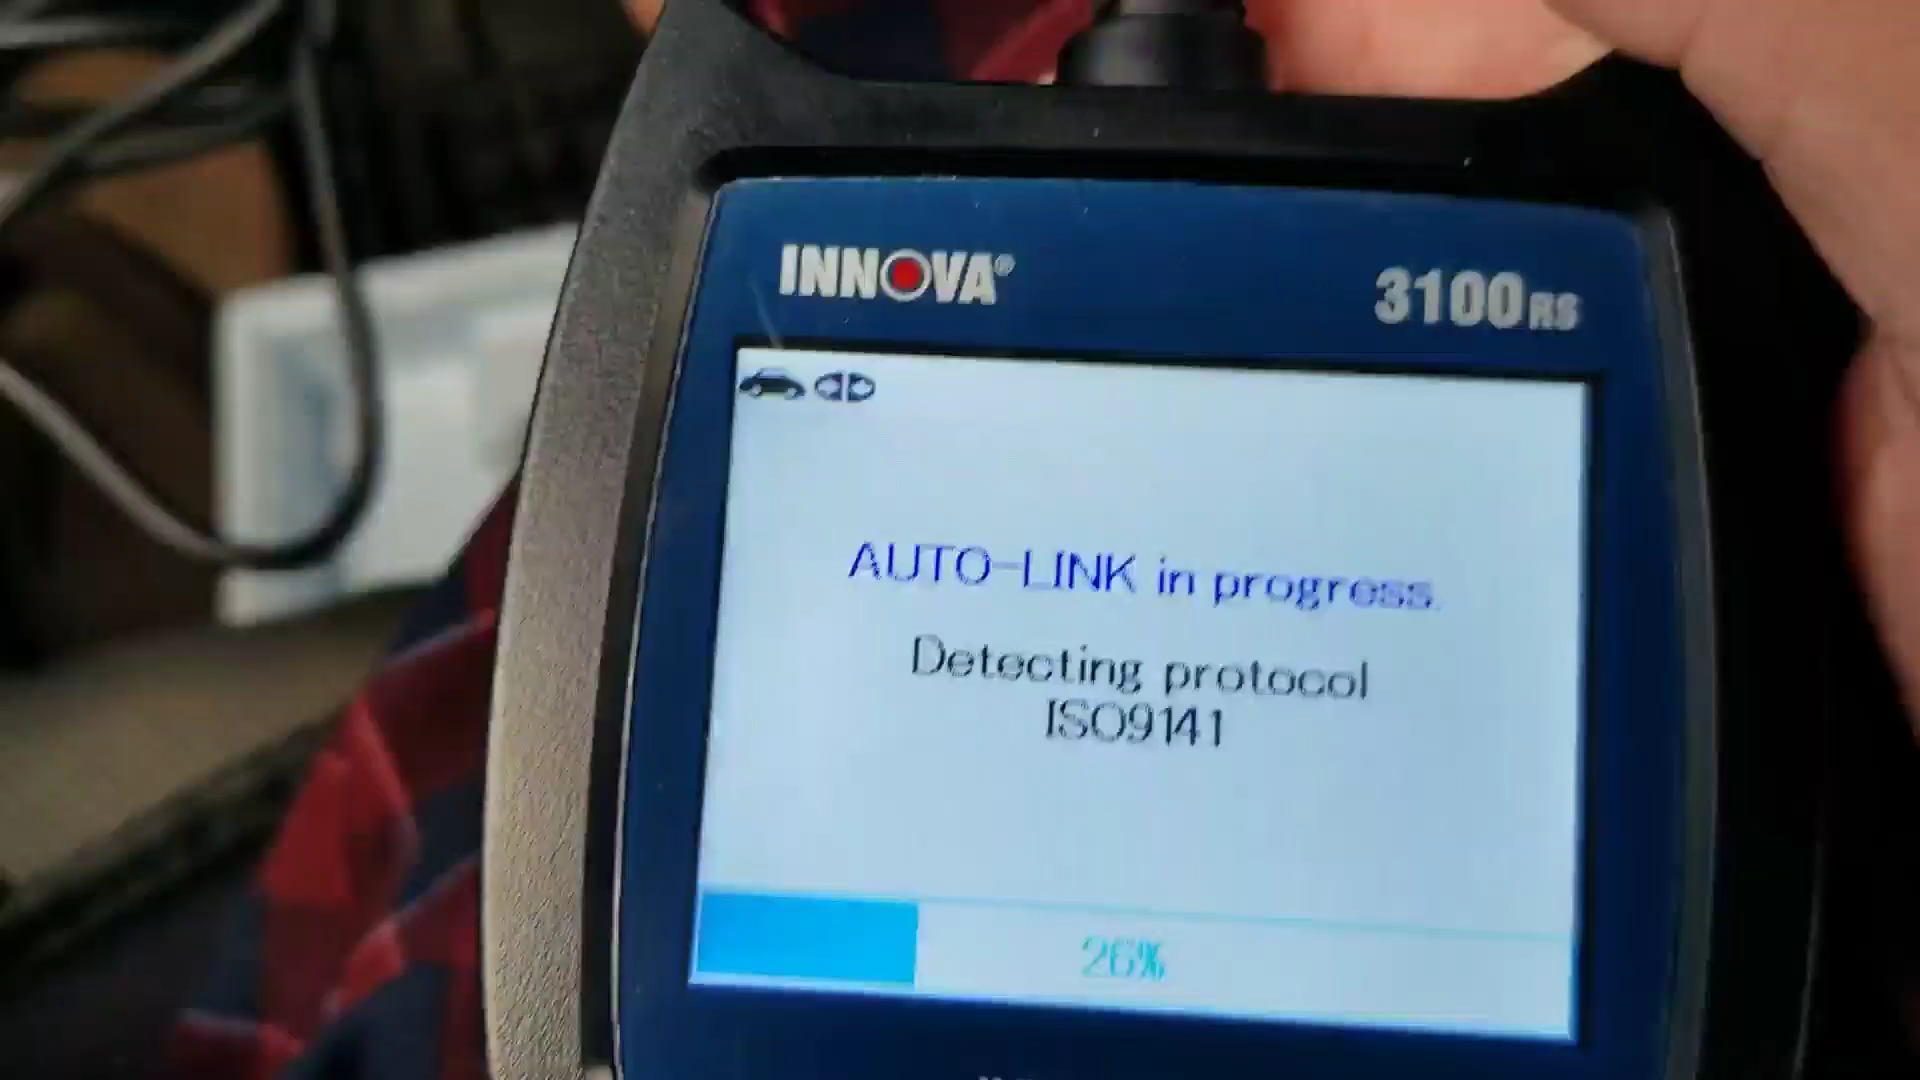 INNOVA®
3100RS
AUTO-LINK in progress.
Detecting protocol
ISO9141
26%